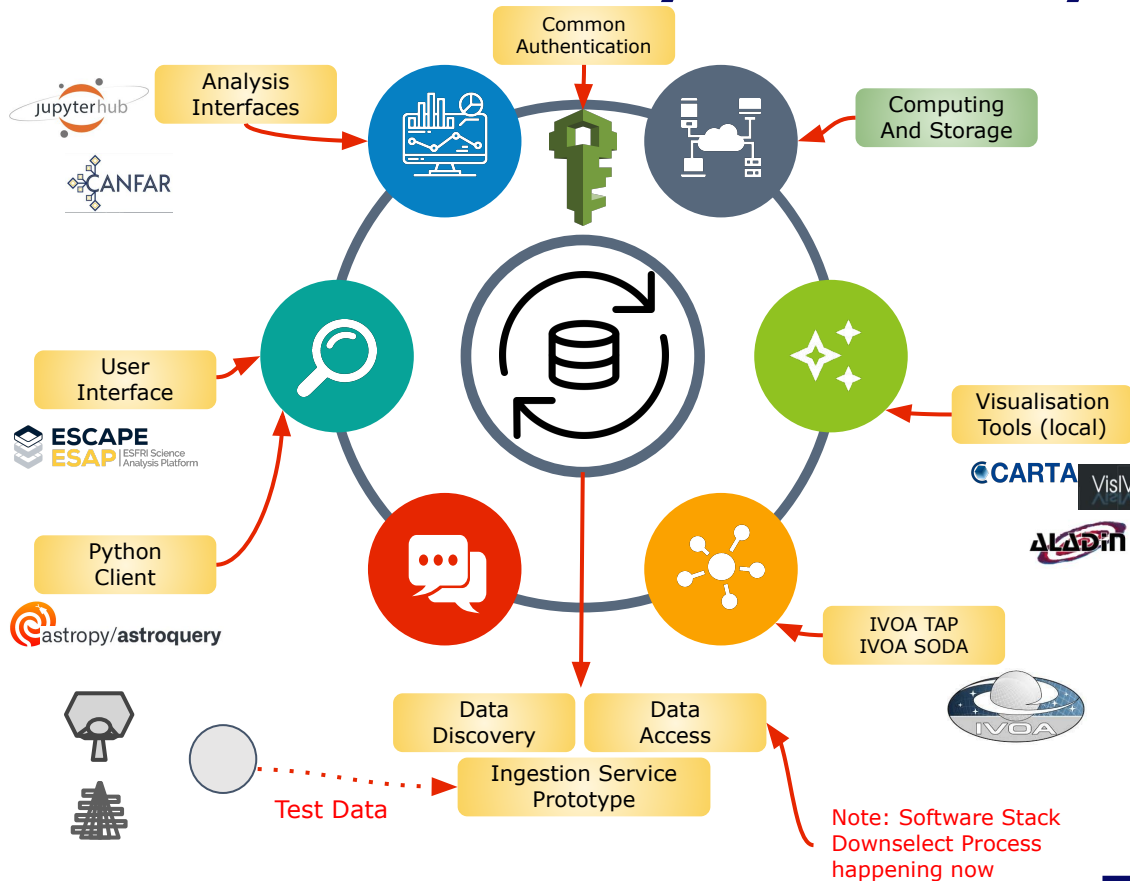 Common
Authentication
jupyterhub
Analysis
Interfaces
Computing
And Storage
CANFAR
User
Interface
ESCAPE
ESAP
ESFRI Science
Analysis Platform
Visualisation
Tools (local)
CARTA
VisIV
ALADIN
Python
Client
astropy/astroquery
IVOA TAP
IVOA SODA
IVOA
Data
Discovery
Data
Access
Ingestion Service
Prototype
Test Data
Note: Software Stack
Downselect Process
happening now